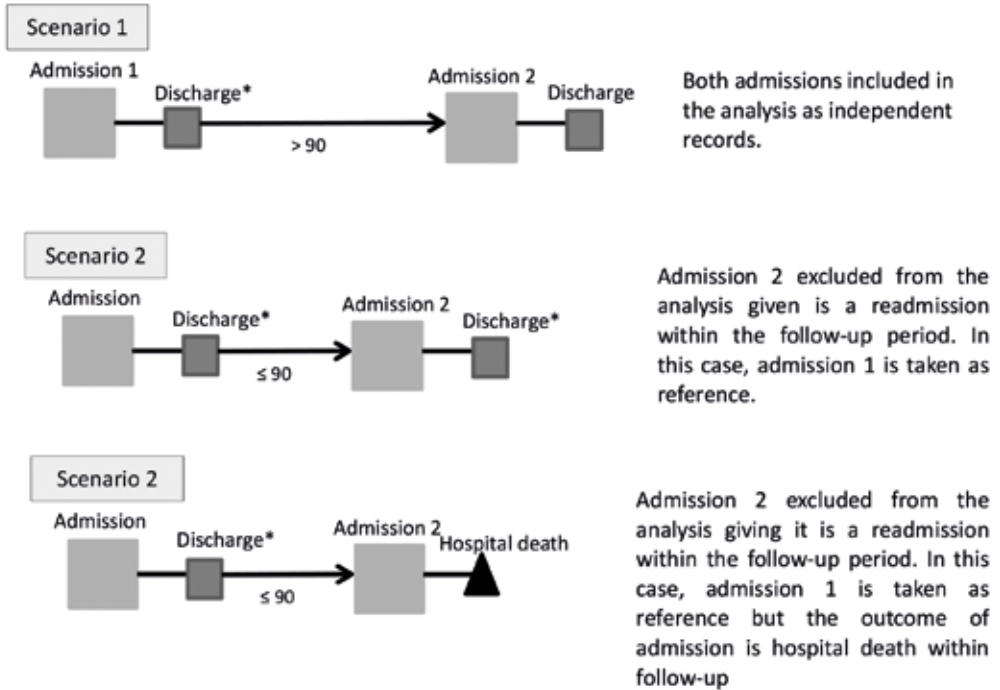 Scenario 1
Admission 1
Discharge*
> 90
Admission 2
Discharge
Both admissions included in
the analysis as independent
records.
Scenario 2
Admission
Discharge*
≤ 90
Admission 2
Discharge*
Admission 2 excluded from the
analysis given is a readmission
within the follow-up period. In
this case, admission 1 is taken as
reference.
Scenario 2
Admission
Discharge*
≤ 90
Admission 2
Hospital death
Admission 2 excluded from the
analysis giving it is a readmission
within the follow-up period. In this
case, admission 1 is taken as
reference but the outcome of
admission is hospital death within
follow-up